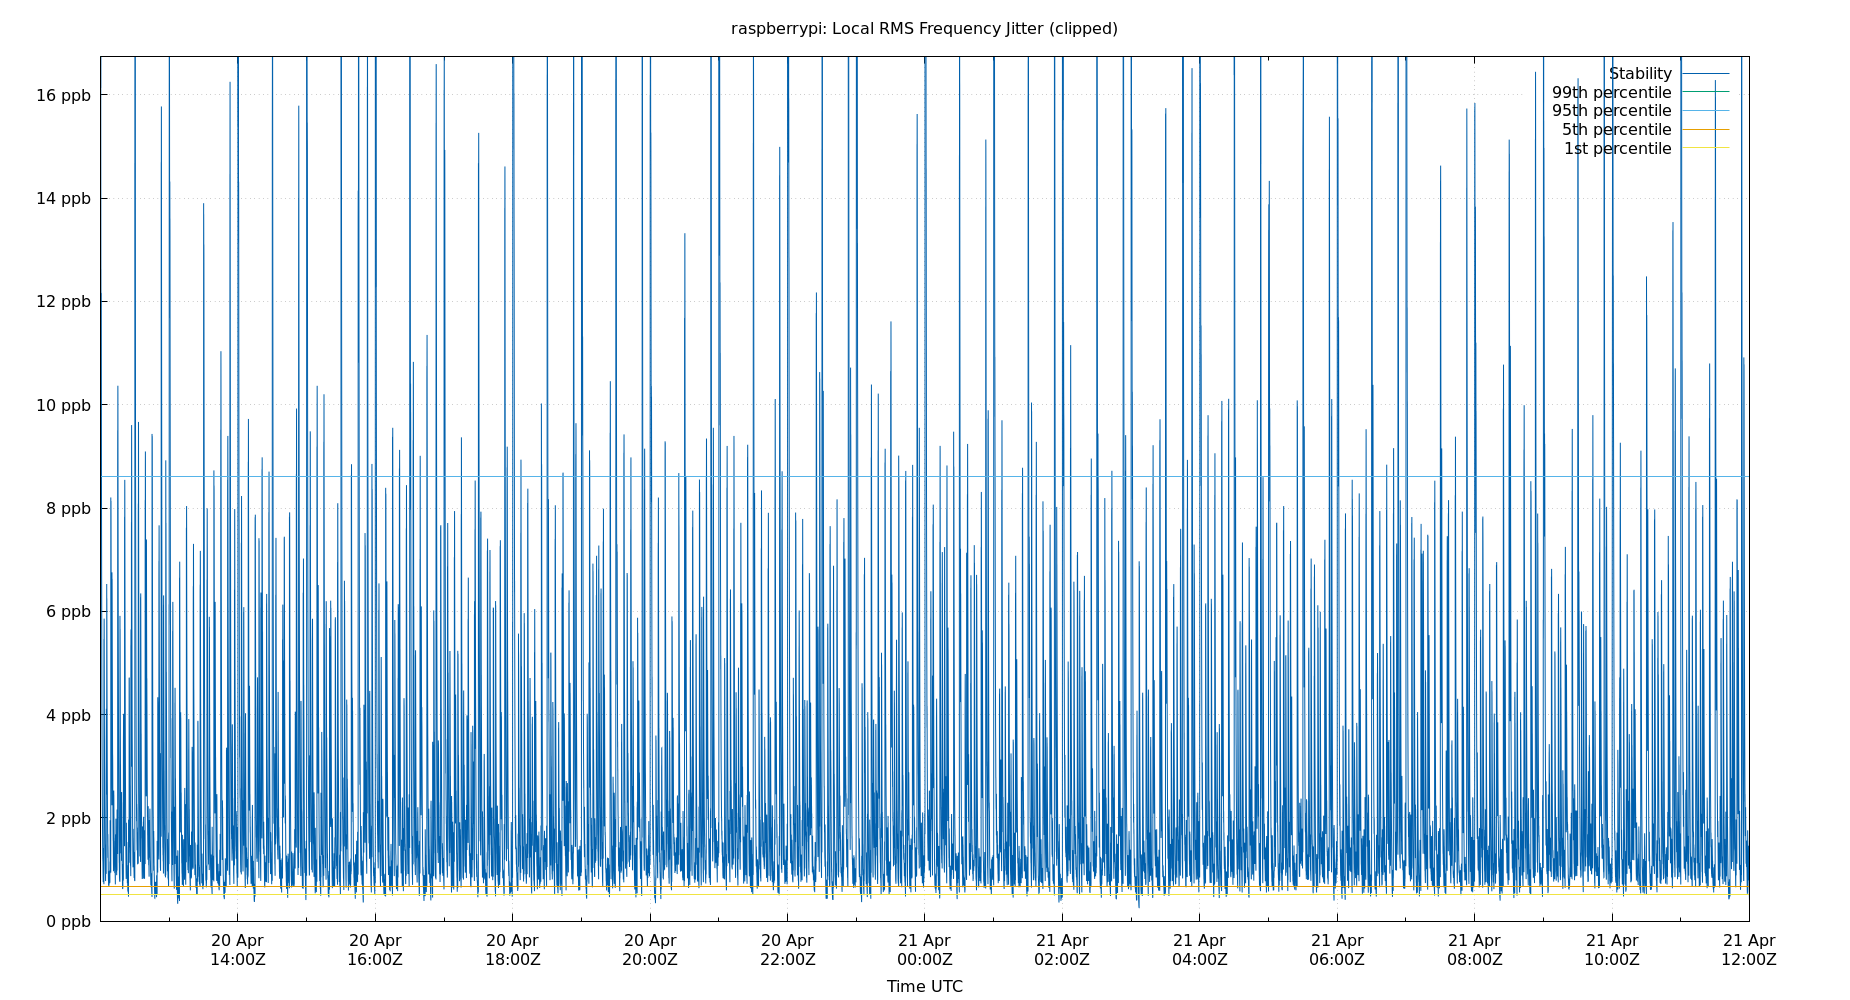 raspberrypi: Local RMS Frequency Jitter (clipped)
Stability
99th percentile
95th percentile
5th percentile
1st percentile
16 ppb
14 ppb
12 ppb
10 ppb
8 ppb
6 ppb
4 ppb
2 ppb
0 ppb
20 Apr 20 Apr 20 Apr 20 Apr 20 Apr 21 Apr 21 Apr 21 Apr 21 Apr 21 Apr 21 Apr 21 Apr
14:00Z 16:00Z 18:00Z 20:00Z 22:00Z 00:00Z 02:00Z 04:00Z 06:00Z 08:00Z 10:00Z 12:00Z
Time UTC